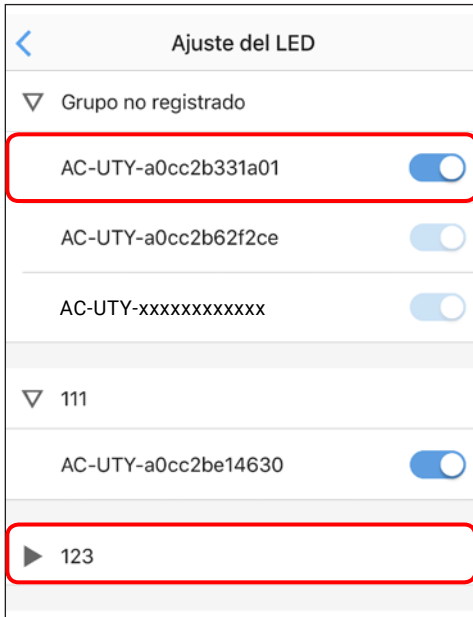 Ajuste del LED
Grupo no registrado
AC-UTY-a0cc2b331a01
AC-UTY-a0cc2b62f2ce
AC-UTY-xxxxxxxxxxxx
111
AC-UTY-a0cc2be14630
123